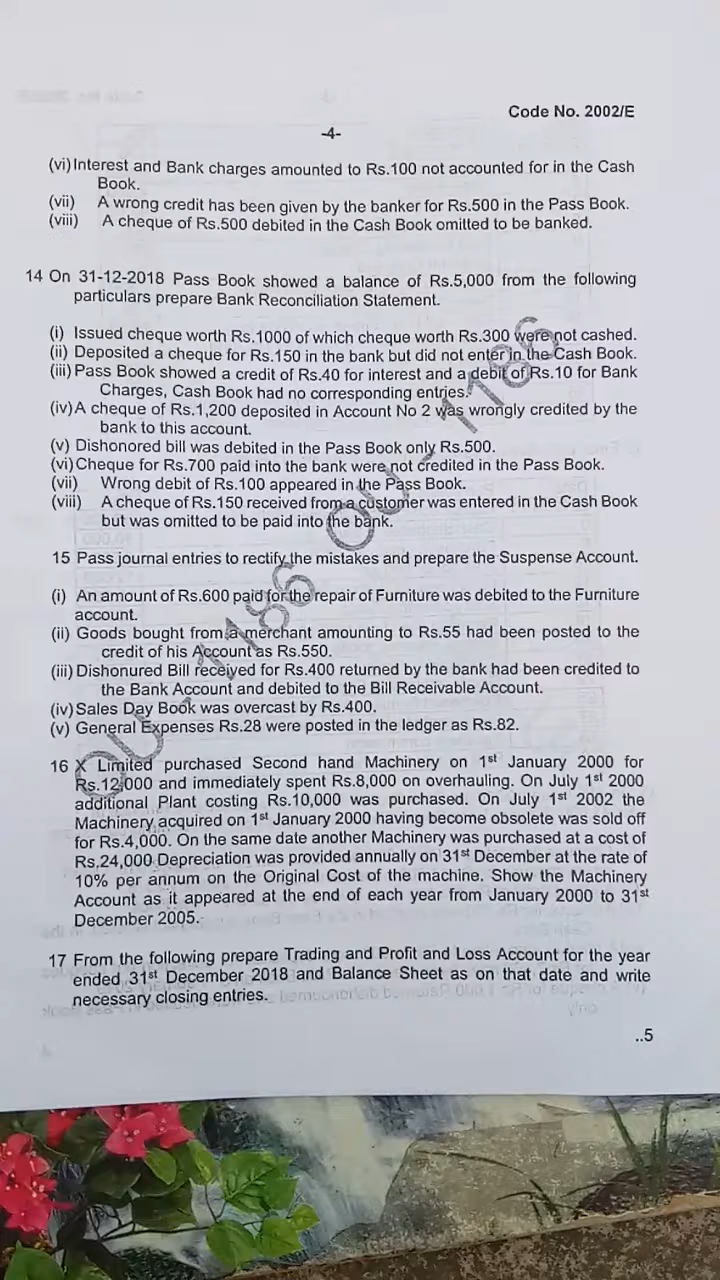 Code No. 2002/E
-4-
(vi) Interest and Bank charges amounted to Rs.100 not accounted for in the Cash
Book.
(vii) A wrong credit has been given by the banker for Rs.500 in the Pass Book.
(viii) A cheque of Rs.500 debited in the Cash Book omitted to be banked.
14 On 31-12-2018 Pass Book showed a balance of Rs.5,000 from the following
particulars prepare Bank Reconciliation Statement.
(i) Issued cheque worth Rs.1000 of which cheque worth Rs.300 were not cashed.
(ii) Deposited a cheque for Rs.150 in the bank but did not enter in the Cash Book.
(iii) Pass Book showed a credit of Rs.40 for interest and a debit of Rs.10 for Bank
Charges, Cash Book had no corresponding entries.
(iv) A cheque of Rs.1,200 deposited in Account No 2 was wrongly credited by the
bank to this account.
(v) Dishonored bill was debited in the Pass Book only Rs.500.
(vi) Cheque for Rs.700 paid into the bank were not credited in the Pass Book.
(vii) Wrong debit of Rs.100 appeared in the Pass Book.
(viii) A cheque of Rs.150 received from a customer was entered in the Cash Book
but was omitted to be paid into the bank.
15 Pass journal entries to rectify the mistakes and prepare the Suspense Account.
(i) An amount of Rs.600 paid for the repair of Furniture was debited to the Furniture
account.
(ii) Goods bought from a merchant amounting to Rs.55 had been posted to the
credit of his Account as Rs.550.
(iii) Dishonured Bill received for Rs.400 returned by the bank had been credited to
the Bank Account and debited to the Bill Receivable Account.
(iv) Sales Day Book was overcast by Rs.400.
(v) General Expenses Rs.28 were posted in the ledger as Rs.82.
16 X Limited purchased Second hand Machinery on 1st January 2000 for
Rs.12,000 and immediately spent Rs.8,000 on overhauling. On July 1st 2000
additional Plant costing Rs.10,000 was purchased. On July 1st 2002 the
Machinery acquired on 1st January 2000 having become obsolete was sold off
for Rs.4,000. On the same date another Machinery was purchased at a cost of
Rs.24,000 Depreciation was provided annually on 31st December at the rate of
10% per annum on the Original Cost of the machine. Show the Machinery
Account as it appeared at the end of each year from January 2000 to 31st
December 2005.
17 From the following prepare Trading and Profit and Loss Account for the year
ended 31st December 2018 and Balance Sheet as on that date and write
necessary closing entries.
..5
OU - 1186 OU - 1186